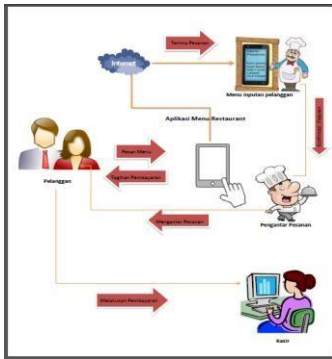 Terima Pesanan
Internet
Menu inputan pelanggan
Aplikasi Menu Restaurant
Pesan Menu
Tagihan Pembayaran
Pelanggan
Pengantar Pesanan
Mengantar Pesanan
Melakukan Pembayaran
Kasir